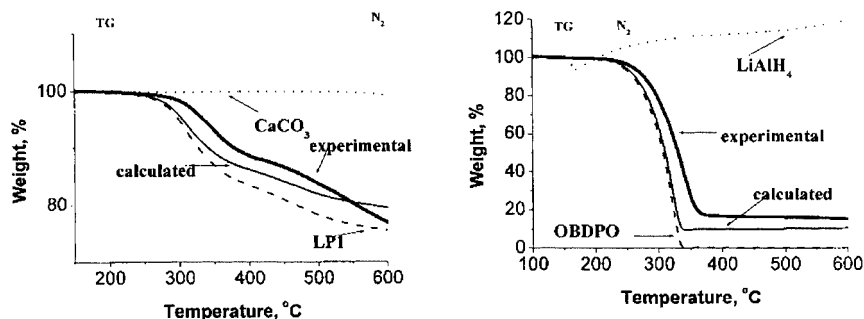 TG N₂
100
80
Weight, %
CaCO₃
experimental
calculated
LPI
200 300 400 500 600
Temperature, °C
TG N₂
120
100
80
60
40
20
0
Weight, %
LiAlH₄
experimental
calculated
OBDPO
100 200 300 400 500 600
Temperature, °C